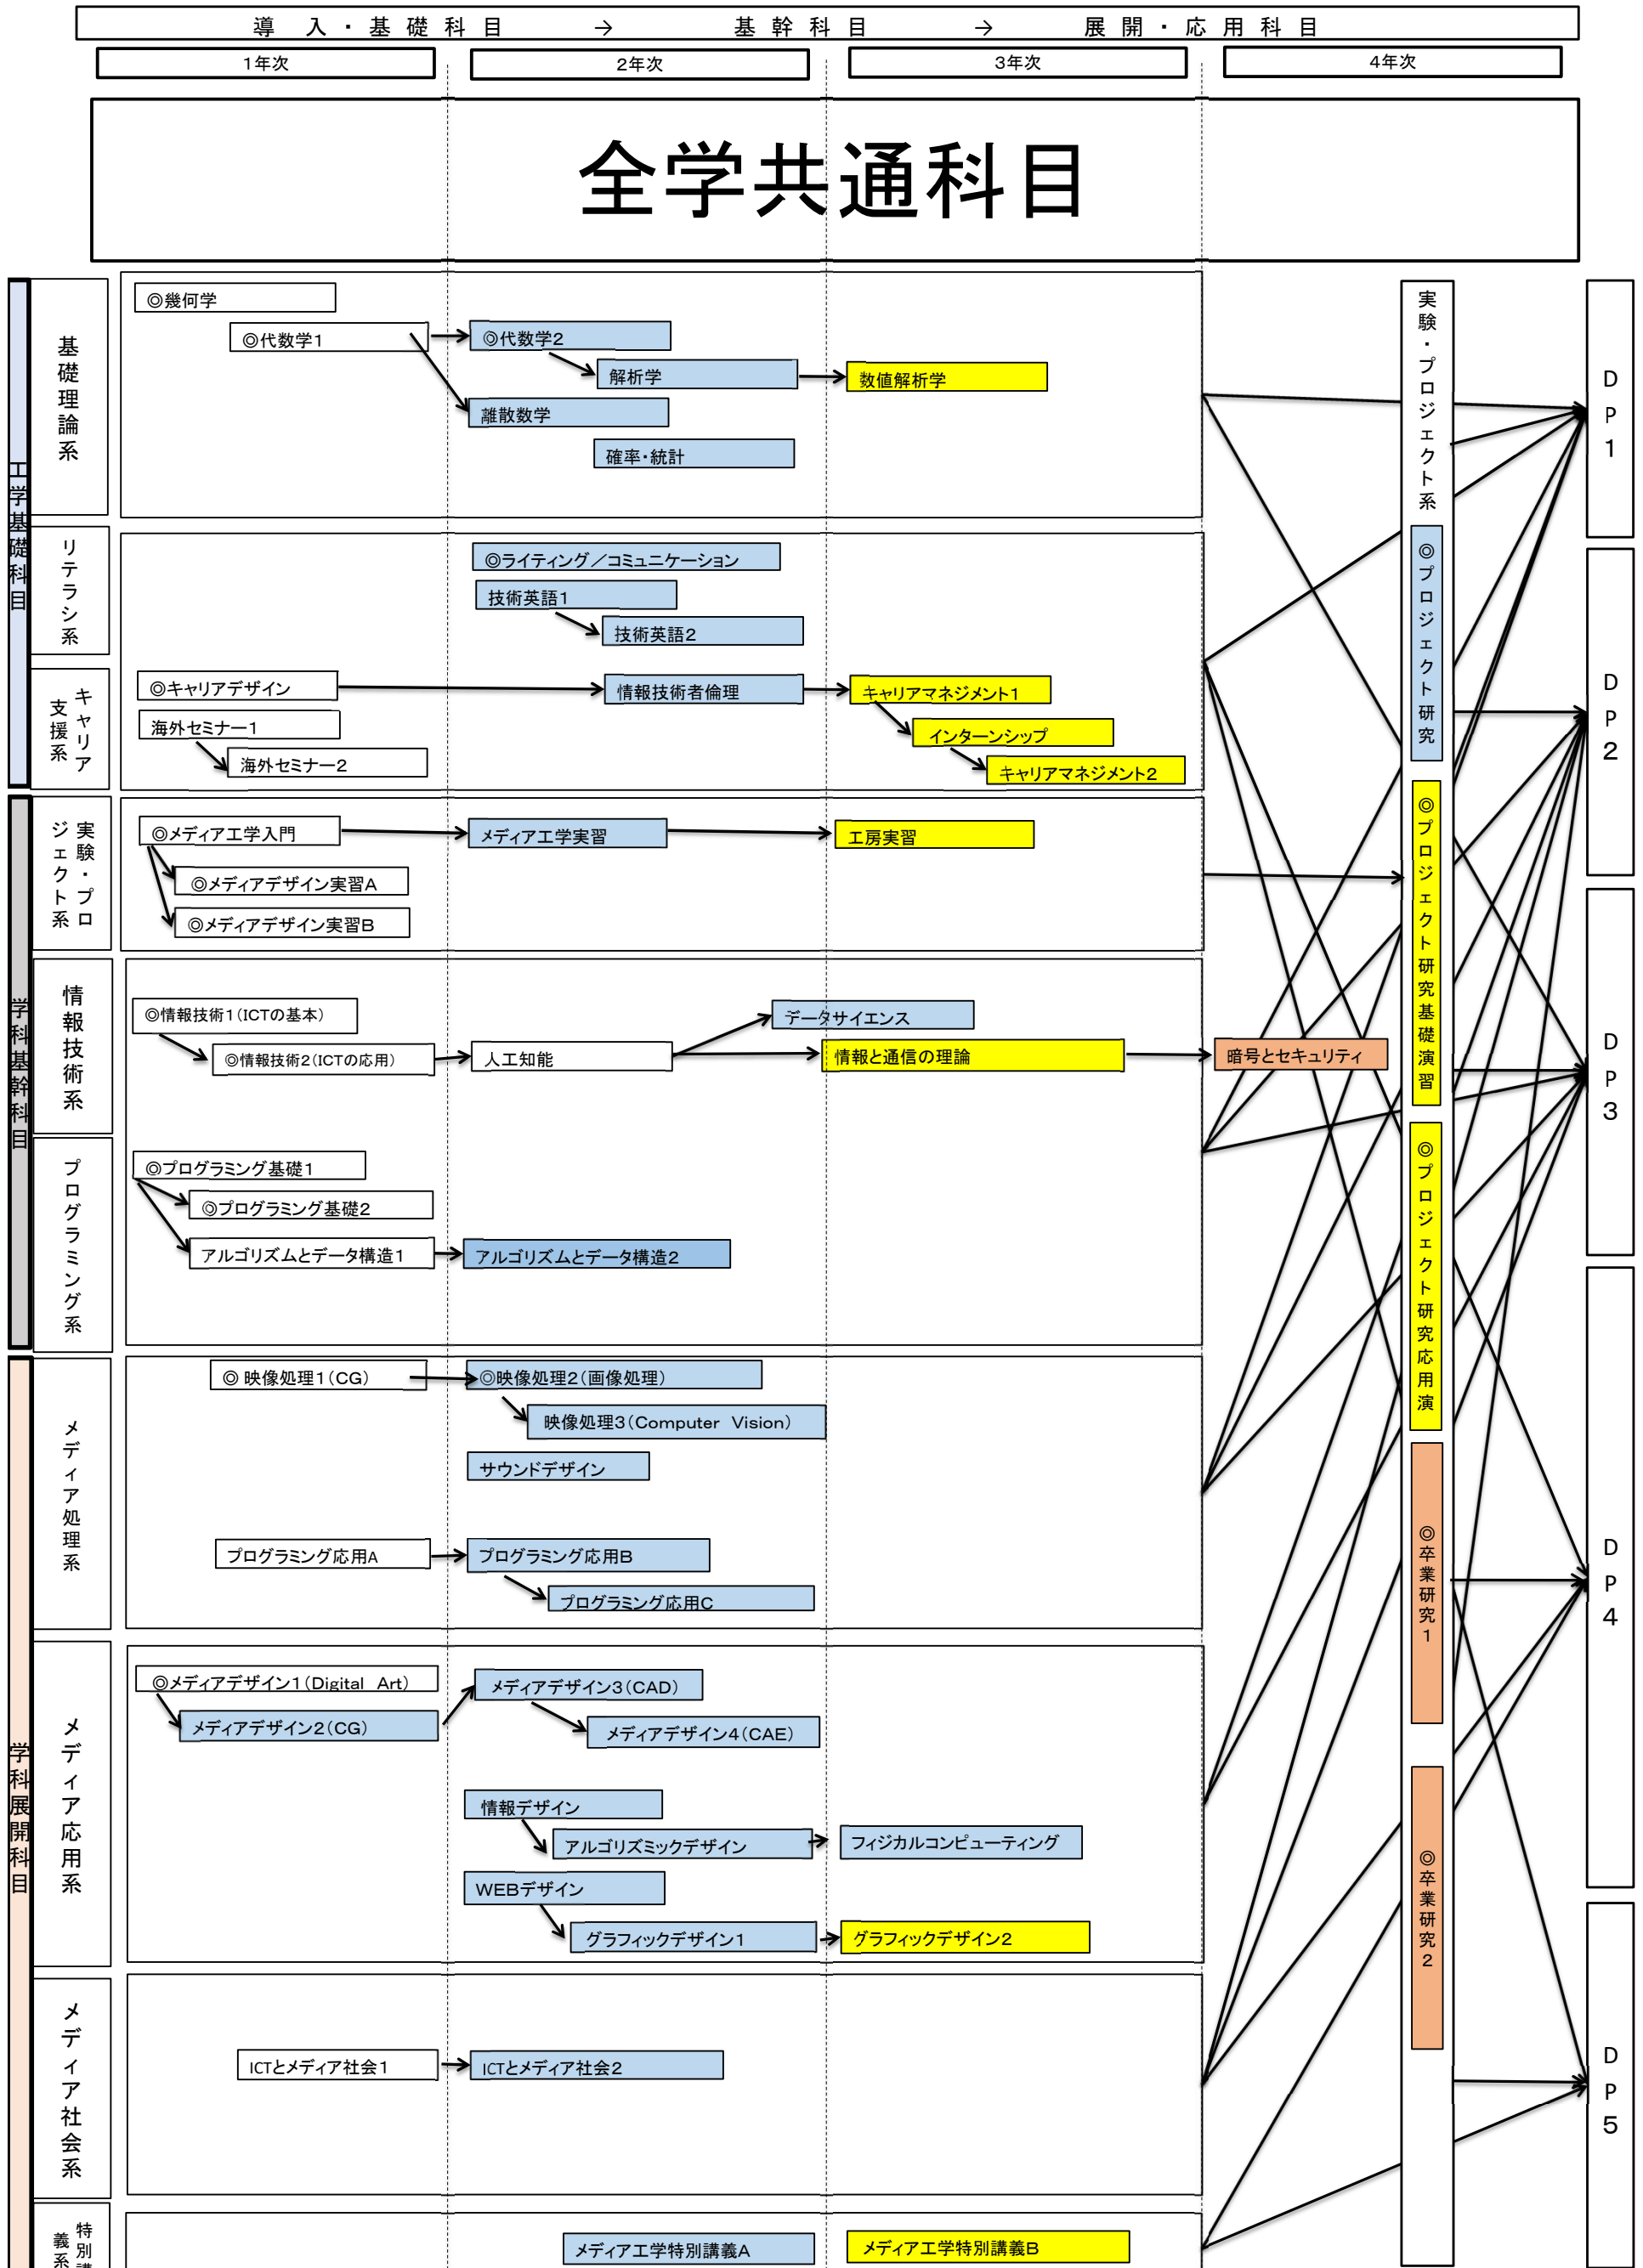 導 入 ・ 基 礎 科 目 → 基 幹 科 目 → 展 開 ・ 応 用 科 目
1年次
2年次
3年次
4年次
全学共通科目
工学基礎科目
基礎理論系
◎幾何学
◎代数学1
◎代数学2
解析学
数値解析学
離散数学
確率・統計
リテラシ系
◎ライティング／コミュニケーション
技術英語1
技術英語2
キャリア
支援系
◎キャリアデザイン
情報技術者倫理
キャリアマネジメント1
海外セミナー1
インターンシップ
海外セミナー2
キャリアマネジメント2
学科基幹科目
実験・プロ
ジェクト系
◎メディア工学入門
メディア工学実習
工房実習
◎メディアデザイン実習A
◎メディアデザイン実習B
情報技術系
◎情報技術1(ICTの基本)
データサイエンス
◎情報技術2(ICTの応用)
人工知能
情報と通信の理論
暗号とセキュリティ
プログラミング系
◎プログラミング基礎1
◎プログラミング基礎2
アルゴリズムとデータ構造1
アルゴリズムとデータ構造2
学科展開科目
メディア処理系
◎ 映像処理1(CG)
◎映像処理2(画像処理)
映像処理3(Computer Vision)
サウンドデザイン
プログラミング応用A
プログラミング応用B
プログラミング応用C
メディア応用系
◎メディアデザイン1(Digital Art)
メディアデザイン3(CAD)
メディアデザイン2(CG)
メディアデザイン4(CAE)
情報デザイン
アルゴリズミックデザイン
フィジカルコンピューティング
WEBデザイン
グラフィックデザイン1
グラフィックデザイン2
メディア社会系
ICTとメディア社会1
ICTとメディア社会2
特別講
義系
メディア工学特別講義A
メディア工学特別講義B
実験・プロジェクト系
◎プロジェクト研究
◎プロジェクト研究基礎演習
◎プロジェクト研究応用演
◎卒業研究1
◎卒業研究2
DP1
DP2
DP3
DP4
DP5